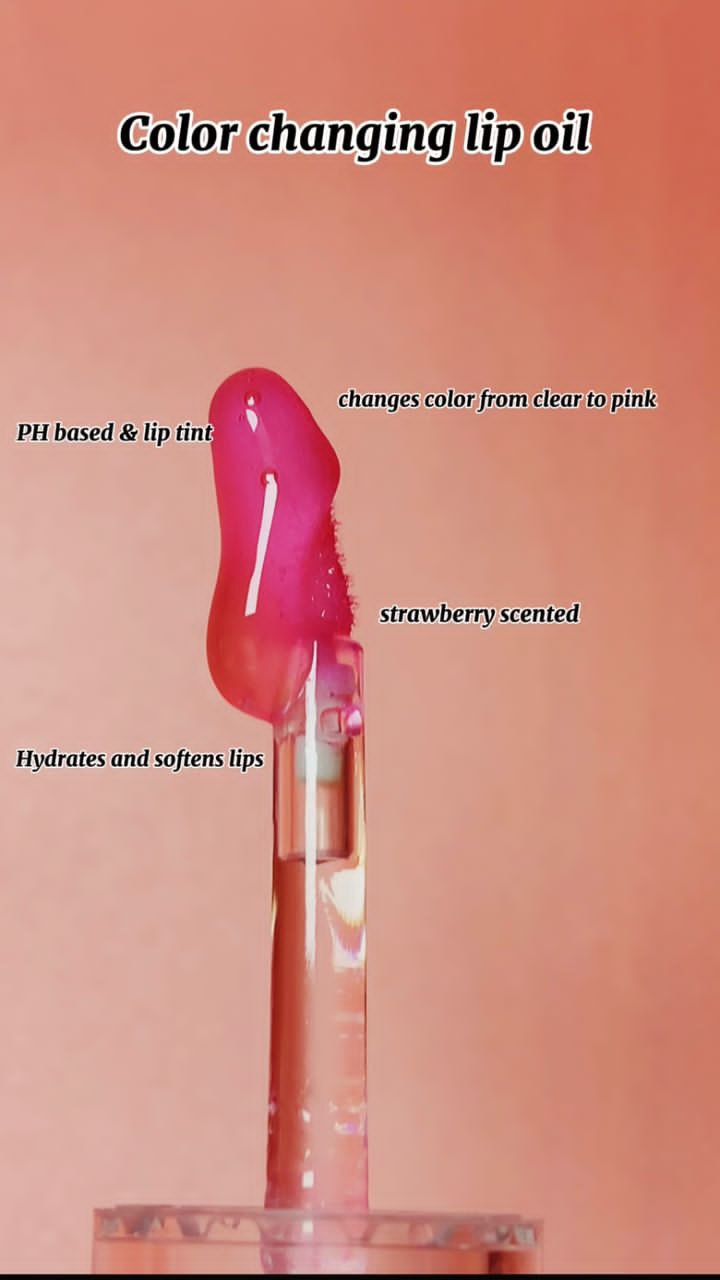 Color changing lip oil
changes color from clear to pink
PH based & lip tint
strawberry scented
Hydrates and softens lips